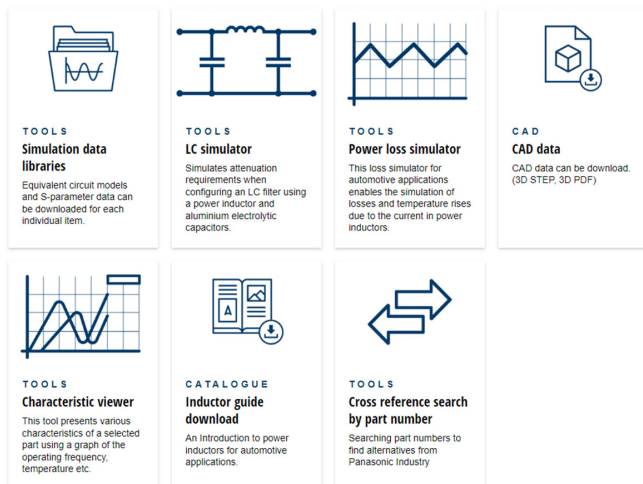 TOOLS
Simulation data
libraries
Equivalent circuit models
and S-parameter data can
be downloaded for each
individual item.
TOOLS
LC simulator
Simulates attenuation
requirements when
configuring an LC filter using
a power inductor and
aluminium electrolytic
capacitors.
TOOLS
Power loss simulator
This loss simulator for
automotive applications
enables the simulation of
losses and temperature rises
due to the current in power
inductors.
CAD
CAD data
CAD data can be download.
(3D STEP, 3D PDF)
TOOLS
Characteristic viewer
This tool presents various
characteristics of a selected
part using a graph of the
operating frequency,
temperature etc.
A
CATALOGUE
Inductor guide
download
An Introduction to power
inductors for automotive
applications.
TOOLS
Cross reference search
by part number
Searching part numbers to
find alternatives from
Panasonic Industry